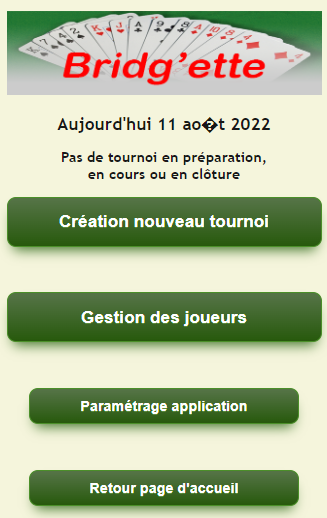 Bridg'ette
Aujourd'hui 11 ao�t 2022
Pas de tournoi en préparation,
en cours ou en clôture
Création nouveau tournoi
Gestion des joueurs
Paramétrage application
Retour page d'accueil